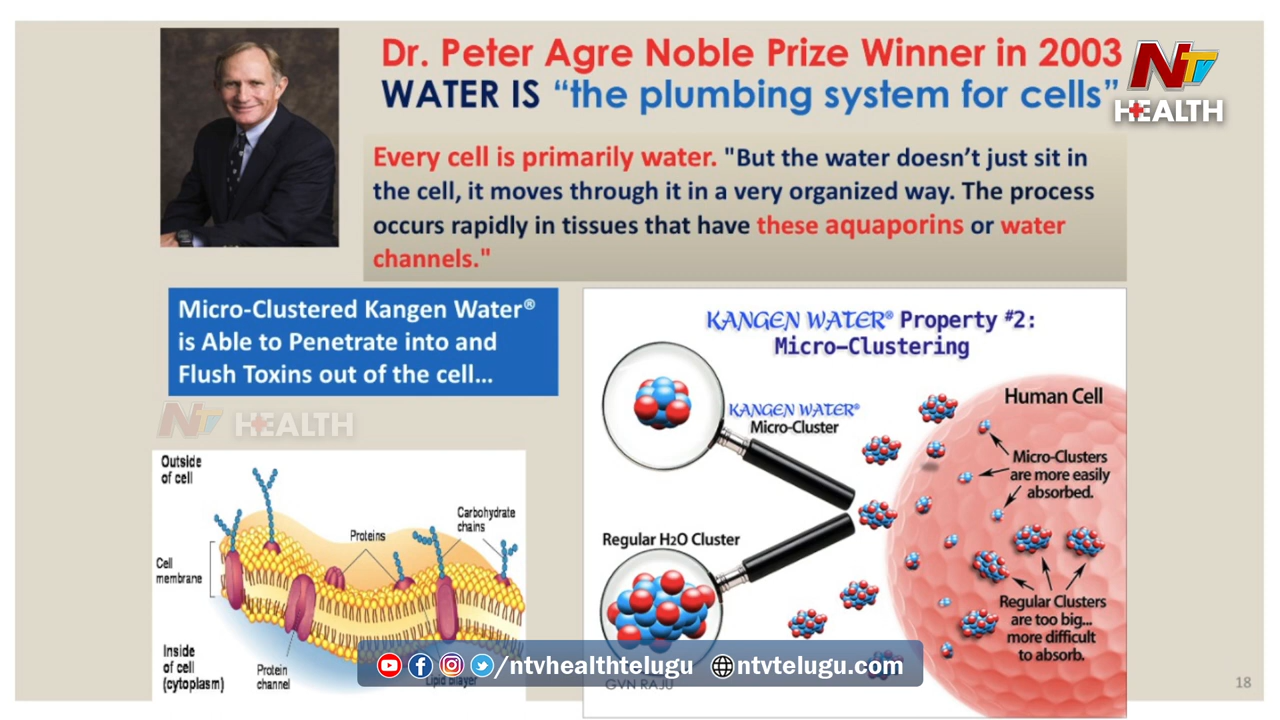 Dr. Peter Agre Noble Prize Winner in 2003
WATER IS “the plumbing system for cells”
NTV
HEALTH
Every cell is primarily water. "But the water doesn’t just sit in
the cell, it moves through it in a very organized way. The process
occurs rapidly in tissues that have these aquaporins or water
channels."
Micro-Clustered Kangen Water®
is Able to Penetrate into and
Flush Toxins out of the cell...
NTV HEALTH
Outside
of cell
Cell
membrane
Proteins
Carbohydrate
chains
Inside
of cell
(cytoplasm)
Protein
channel
Lipid bilayer
KANGEN WATER® Property #2:
Micro-Clustering
KANGEN WATER®
Micro-Cluster
Regular H2O Cluster
Human Cell
Micro-Clusters
are more easily
absorbed.
Regular Clusters
are too big...
more difficult
to absorb.
/ntvhealthtelugu ntvtelugu.com
GVN RAJU
18